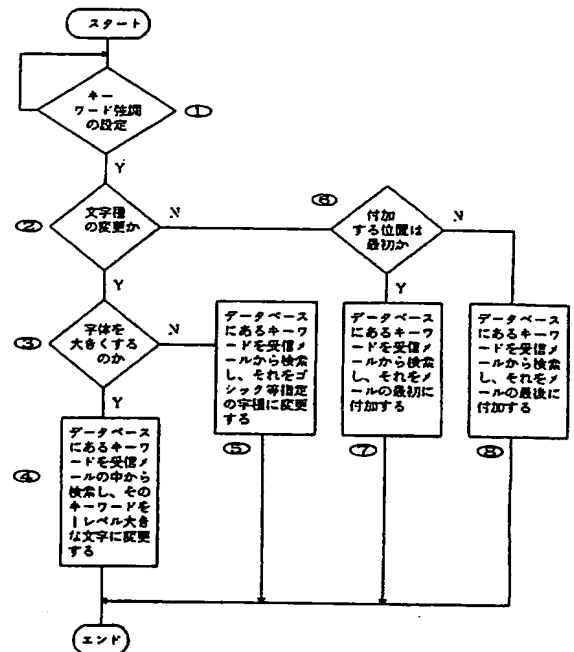 スタート
キー
ワード強調
の設定
①
Y
②
文字種
の変更か
N
⑥
付加
する位置は
最初か
N
Y
Y
③
字体を
大きくする
のか
N
Y
データベース
にあるキーワ
ードを受信メ
ールから検索
し、それをゴ
シック等指定
の字種に変更
する
⑤
データベース
にあるキーワ
ードを受信メ
ールから検索
し、それをメ
ールの最初に
付加する
⑦
データベース
にあるキーワ
ードを受信メ
ールから検索
し、それをメ
ールの最後に
付加する
⑧
④
データベース
にあるキーワ
ードを受信メ
ールの中から
検索し、その
キーワードを
1レベル大き
な文字に変更
する
エンド